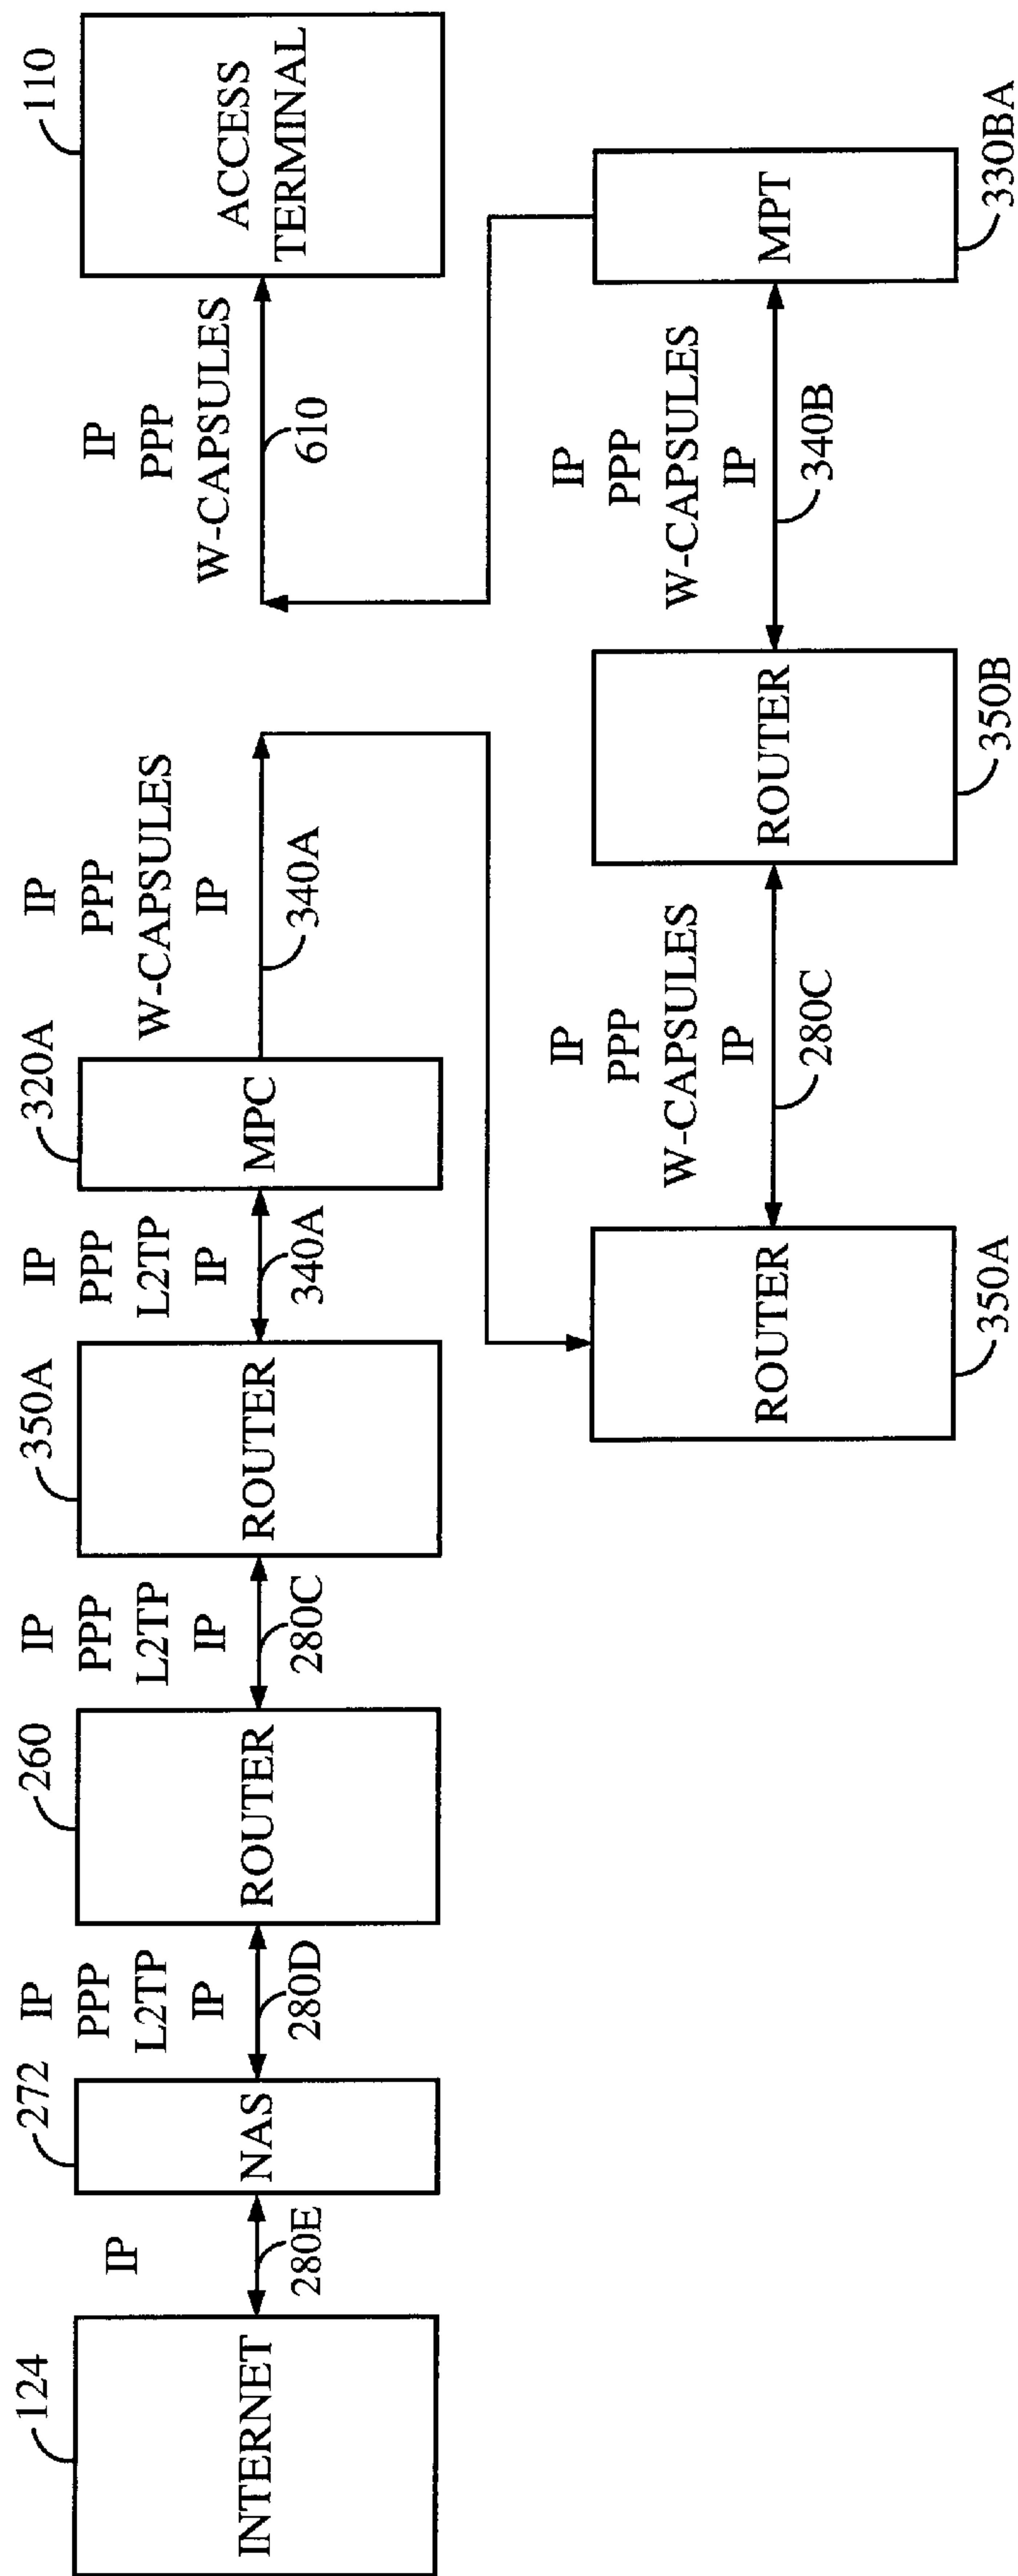 124
INTERNET
IP
280E
272
NAS
IP
PPP
L2TP
IP
280D
260
ROUTER
IP
PPP
L2TP
IP
280C
350A
ROUTER
IP
PPP
L2TP
IP
340A
320A
MPC
IP
PPP
W-CAPSULES
IP
340A
IP
PPP
W-CAPSULES
610
110
ACCESS
TERMINAL
ROUTER
350A
IP
PPP
W-CAPSULES
IP
280C
ROUTER
350B
IP
PPP
W-CAPSULES
IP
340B
MPT
330BA